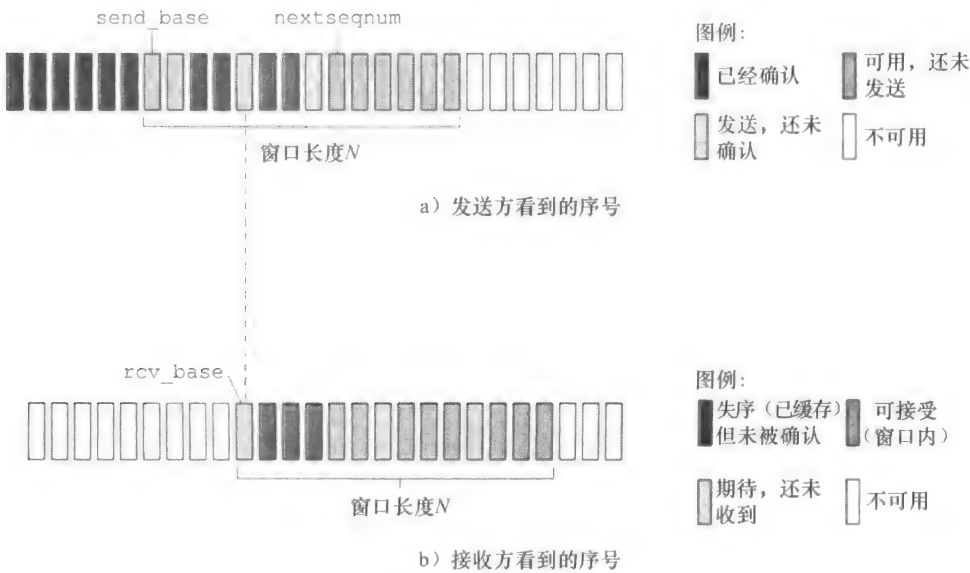 send_base
nextseqnum
窗口长度N
a）发送方看到的序号
图例:
已经确认
可用，还未
发送
发送，还未
确认
不可用
rcv_base
窗口长度N
b）接收方看到的序号
图例:
失序（已缓存）
但未被确认
可接受
（窗口内）
期待，还未
收到
不可用